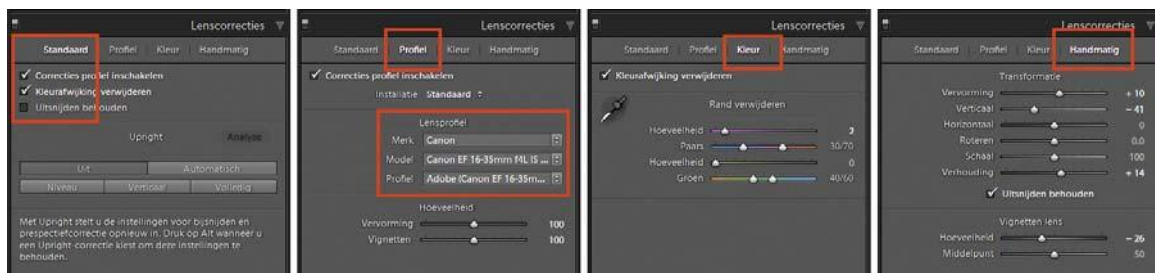 Lenscorrecties
Standaard Profiel Kleur Handmatig
Correcties profiel inschakelen
Kleurafwijking verwijderen
Uitsnijden behouden
Upright Analyse
Uit Automatisch
Niveau Verticaal Volledig
Met Upright stelt u de instellingen voor bijsnijden en
prespectiefcorrectie opnieuw in. Druk op Alt wanneer u
een Upright-correctie kiest om deze instellingen te
behouden.
Lenscorrecties
Standaard Profiel Kleur Handmatig
Correcties profiel inschakelen
Installatie Standaard
Lensprofiel
Merk Canon
Model Canon EF 16-35mm f4L IS ...
Profiel Adobe (Canon EF 16-35m...
Hoeveelheid
Vervorming 100
Vignetten 100
Lenscorrecties
Standaard Profiel Kleur Handmatig
Kleurafwijking verwijderen
Rand verwijderen
Hoeveelheid 3
Paars 30/70
Hoeveelheid 0
Groen 40/60
Lenscorrecties
Standaard Profiel Kleur Handmatig
Transformatie
Vervorming + 10
Verticaal - 41
Horizontaal 0
Roteren 0,0
Schaal 100
Verhouding + 14
Uitsnijden behouden
Vignetten lens
Hoeveelheid - 26
Middelpunt 50